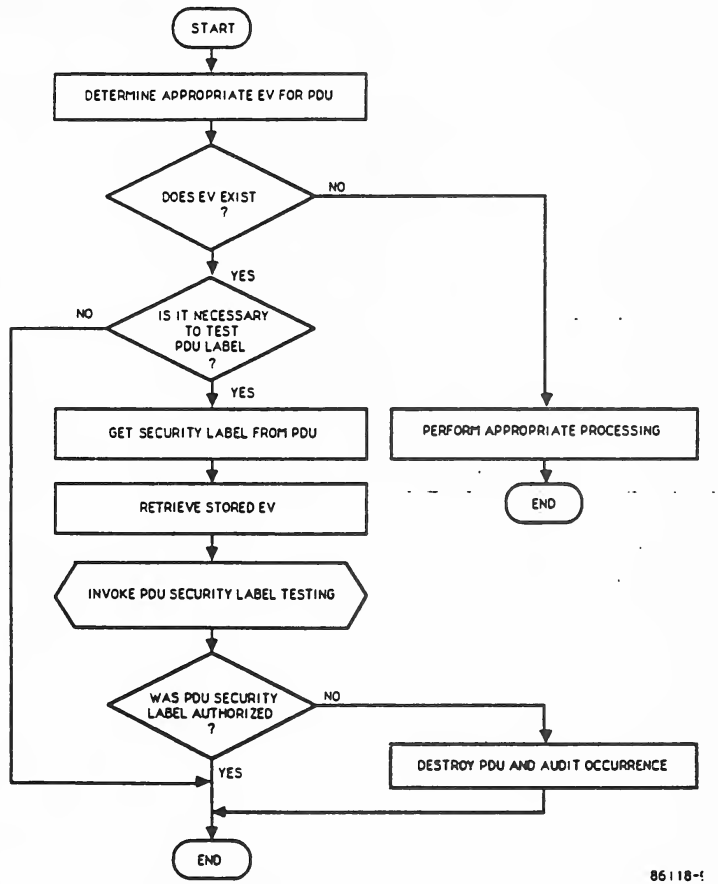 START
DETERMINE APPROPRIATE EV FOR PDU
DOES EV EXIST
?
NO
YES
NO
IS IT NECESSARY
TO TEST
PDU LABEL
?
YES
GET SECURITY LABEL FROM PDU
PERFORM APPROPRIATE PROCESSING
RETRIEVE STORED EV
END
INVOKE PDU SECURITY LABEL TESTING
WAS PDU SECURITY
LABEL AUTHORIZED
?
NO
YES
DESTROY PDU AND AUDIT OCCURRENCE
END